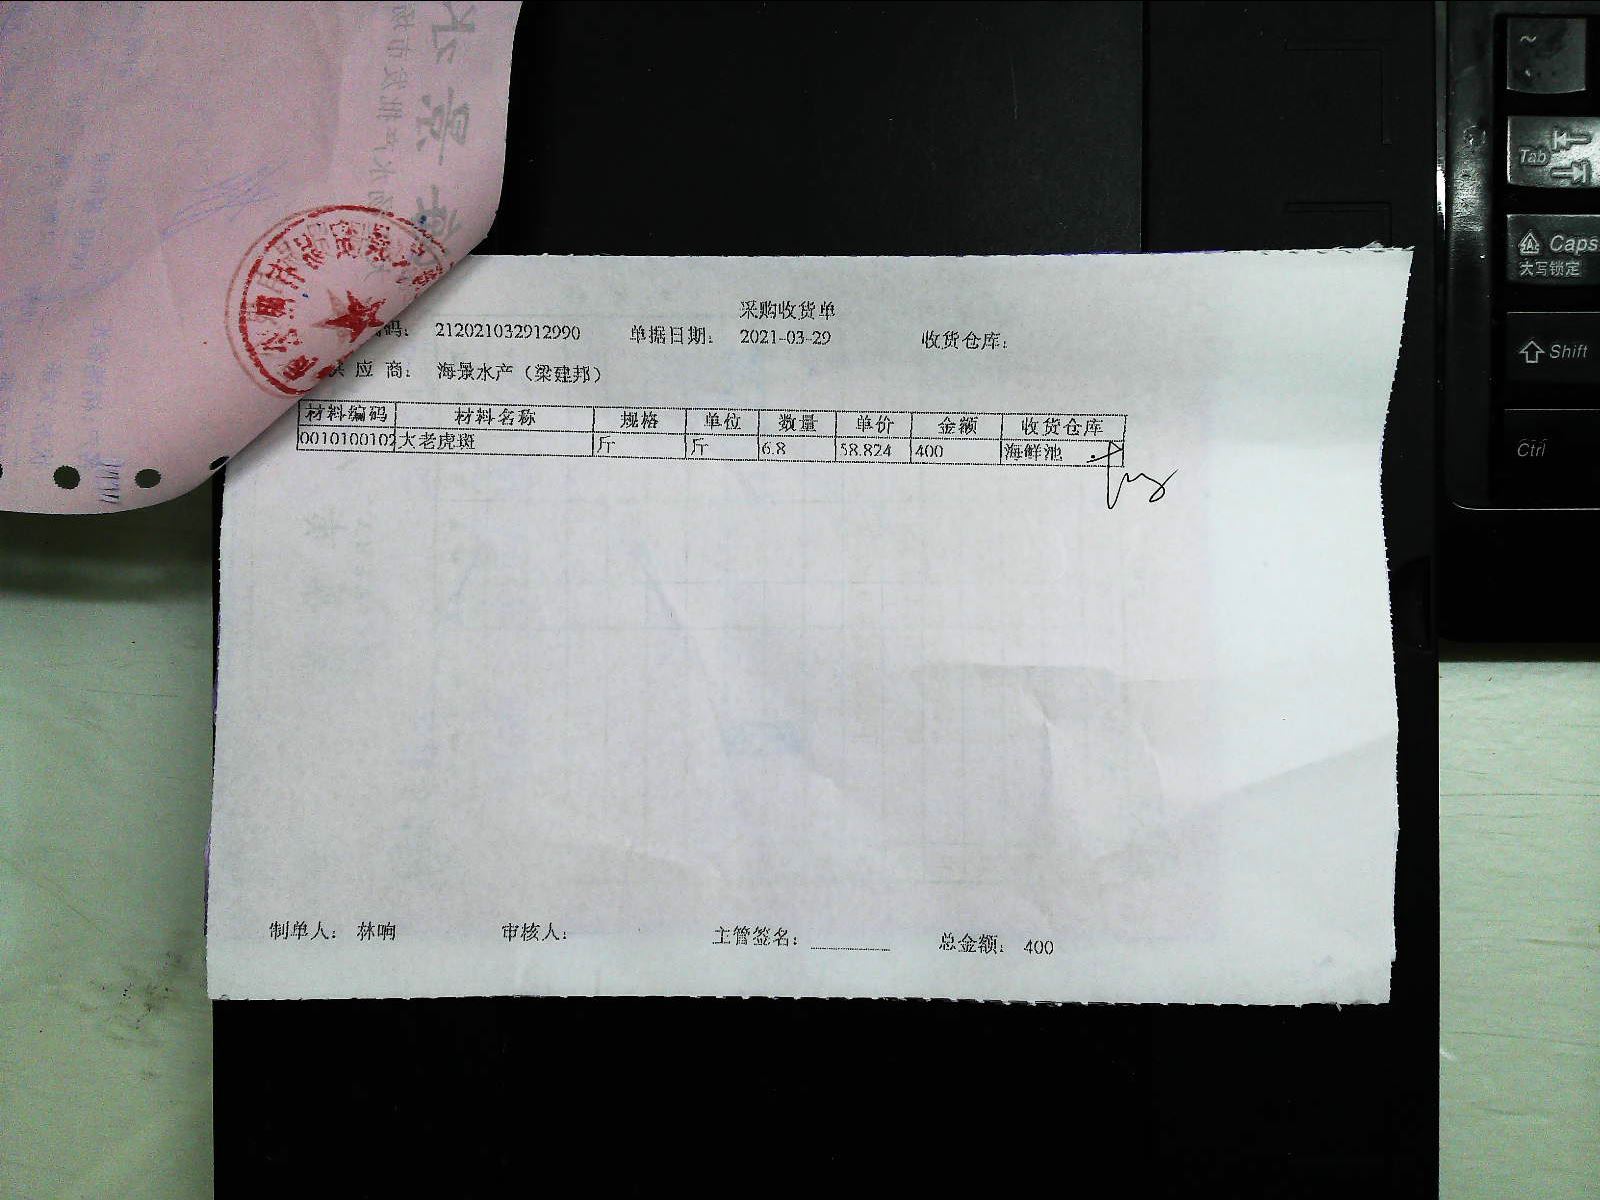 采购收货单
码： 212021032912990 单据日期： 2021-03-29 收货仓库：
供应商： 海景水产（梁建邦）
材料编码 材料名称 规格 单位 数量 单价 金额 收货仓库
0010100102 大老虎斑 斤 斤 6.8 58.824 400 海鲜池
制单人： 林响 审核人： 主管签名： 总金额： 400
~
Tab
Caps
大写锁定
Shift
Ctrl